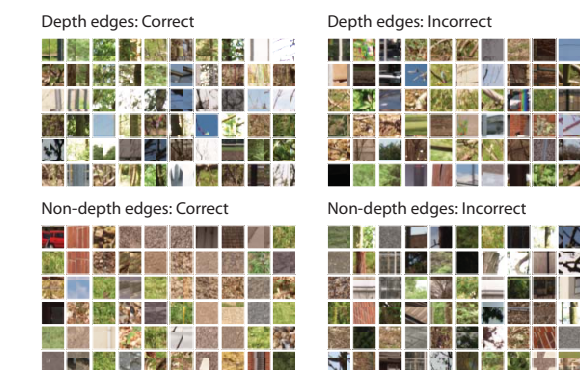 Depth edges: Correct
Depth edges: Incorrect
Non-depth edges: Correct
Non-depth edges: Incorrect